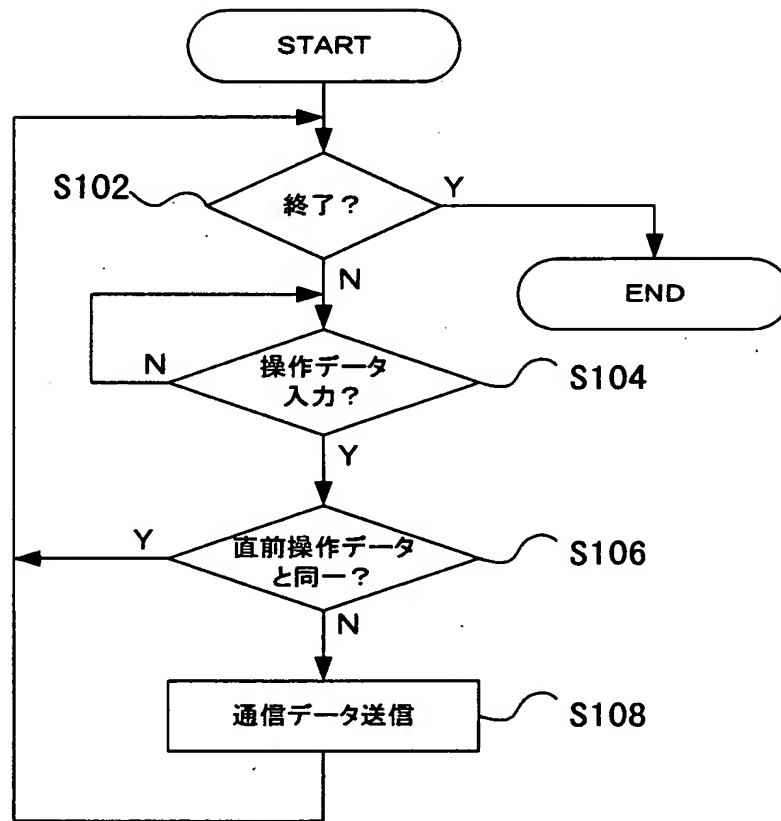 START
S102
終了？
Y
N
END
N
操作データ
入力？
S104
Y
Y
直前操作データ
と同一？
S106
N
通信データ送信
S108